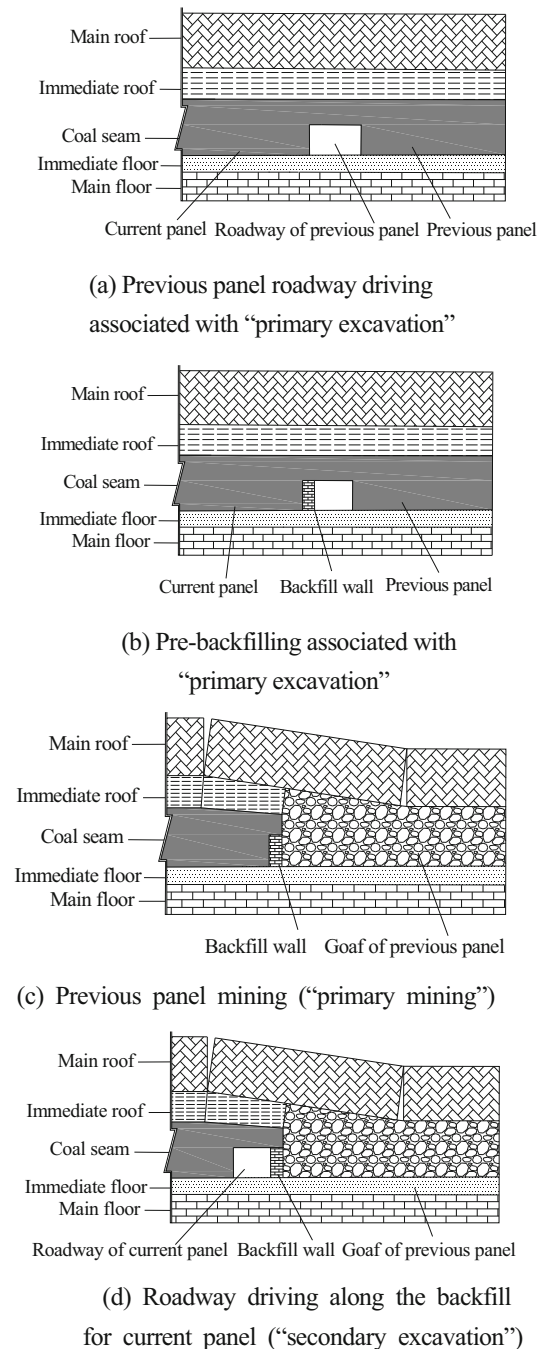 Main roof
Immediate roof
Coal seam
Immediate floor
Main floor
Current panel Roadway of previous panel Previous panel
(a) Previous panel roadway driving
associated with “primary excavation”
Main roof
Immediate roof
Coal seam
Immediate floor
Main floor
Current panel Backfill wall Previous panel
(b) Pre-backfilling associated with
“primary excavation”
Main roof
Immediate roof
Coal seam
Immediate floor
Main floor
Backfill wall Goaf of previous panel
(c) Previous panel mining (“primary mining”)
Main roof
Immediate roof
Coal seam
Immediate floor
Main floor
Roadway of current panel Backfill wall Goaf of previous panel
(d) Roadway driving along the backfill
for current panel (“secondary excavation”)